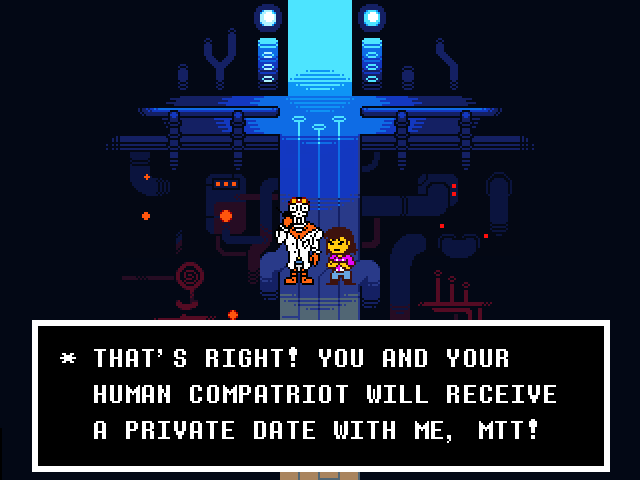 * THAT'S RIGHT! YOU AND YOUR
HUMAN COMPATRIOT WILL RECEIVE
A PRIVATE DATE WITH ME, MTT!